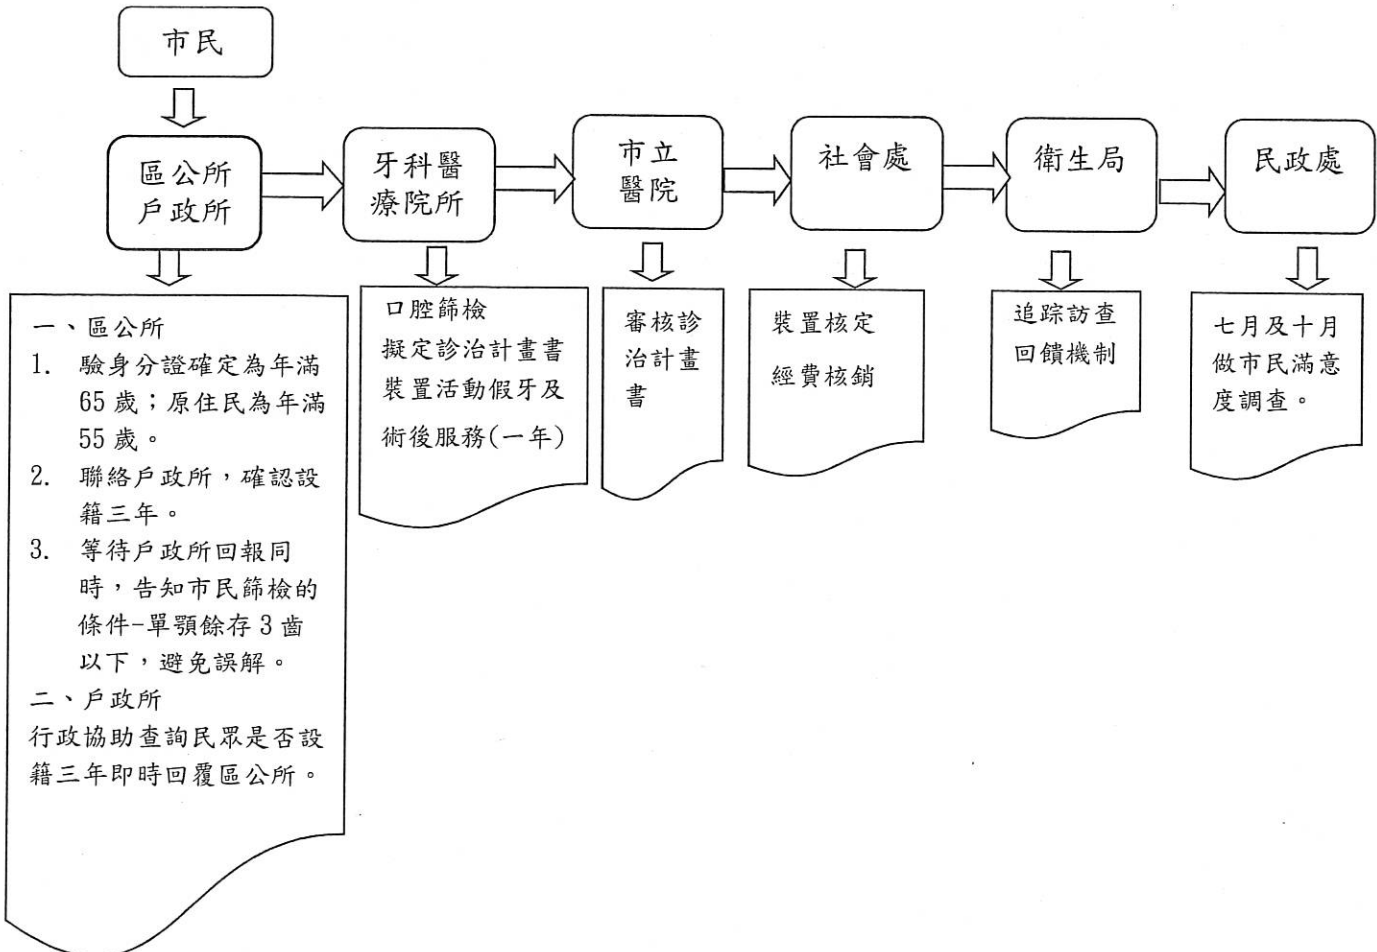 市民
區公所
戶政所
牙科醫
療院所
市立
醫院
社會處
衛生局
民政處
一、區公所
1. 驗身分證確定為年滿
65 歲；原住民為年滿
55 歲。
2. 聯絡戶政所，確認設
籍三年。
3. 等待戶政所回報同
時，告知市民篩檢的
條件-單顎餘存 3 齒
以下，避免誤解。
二、戶政所
行政協助查詢民眾是否設
籍三年即時回覆區公所。
口腔篩檢
擬定診治計畫書
裝置活動假牙及
術後服務(一年)
審核診
治計畫
書
裝置核定
經費核銷
追踪訪查
回饋機制
七月及十月
做市民滿意
度調查。